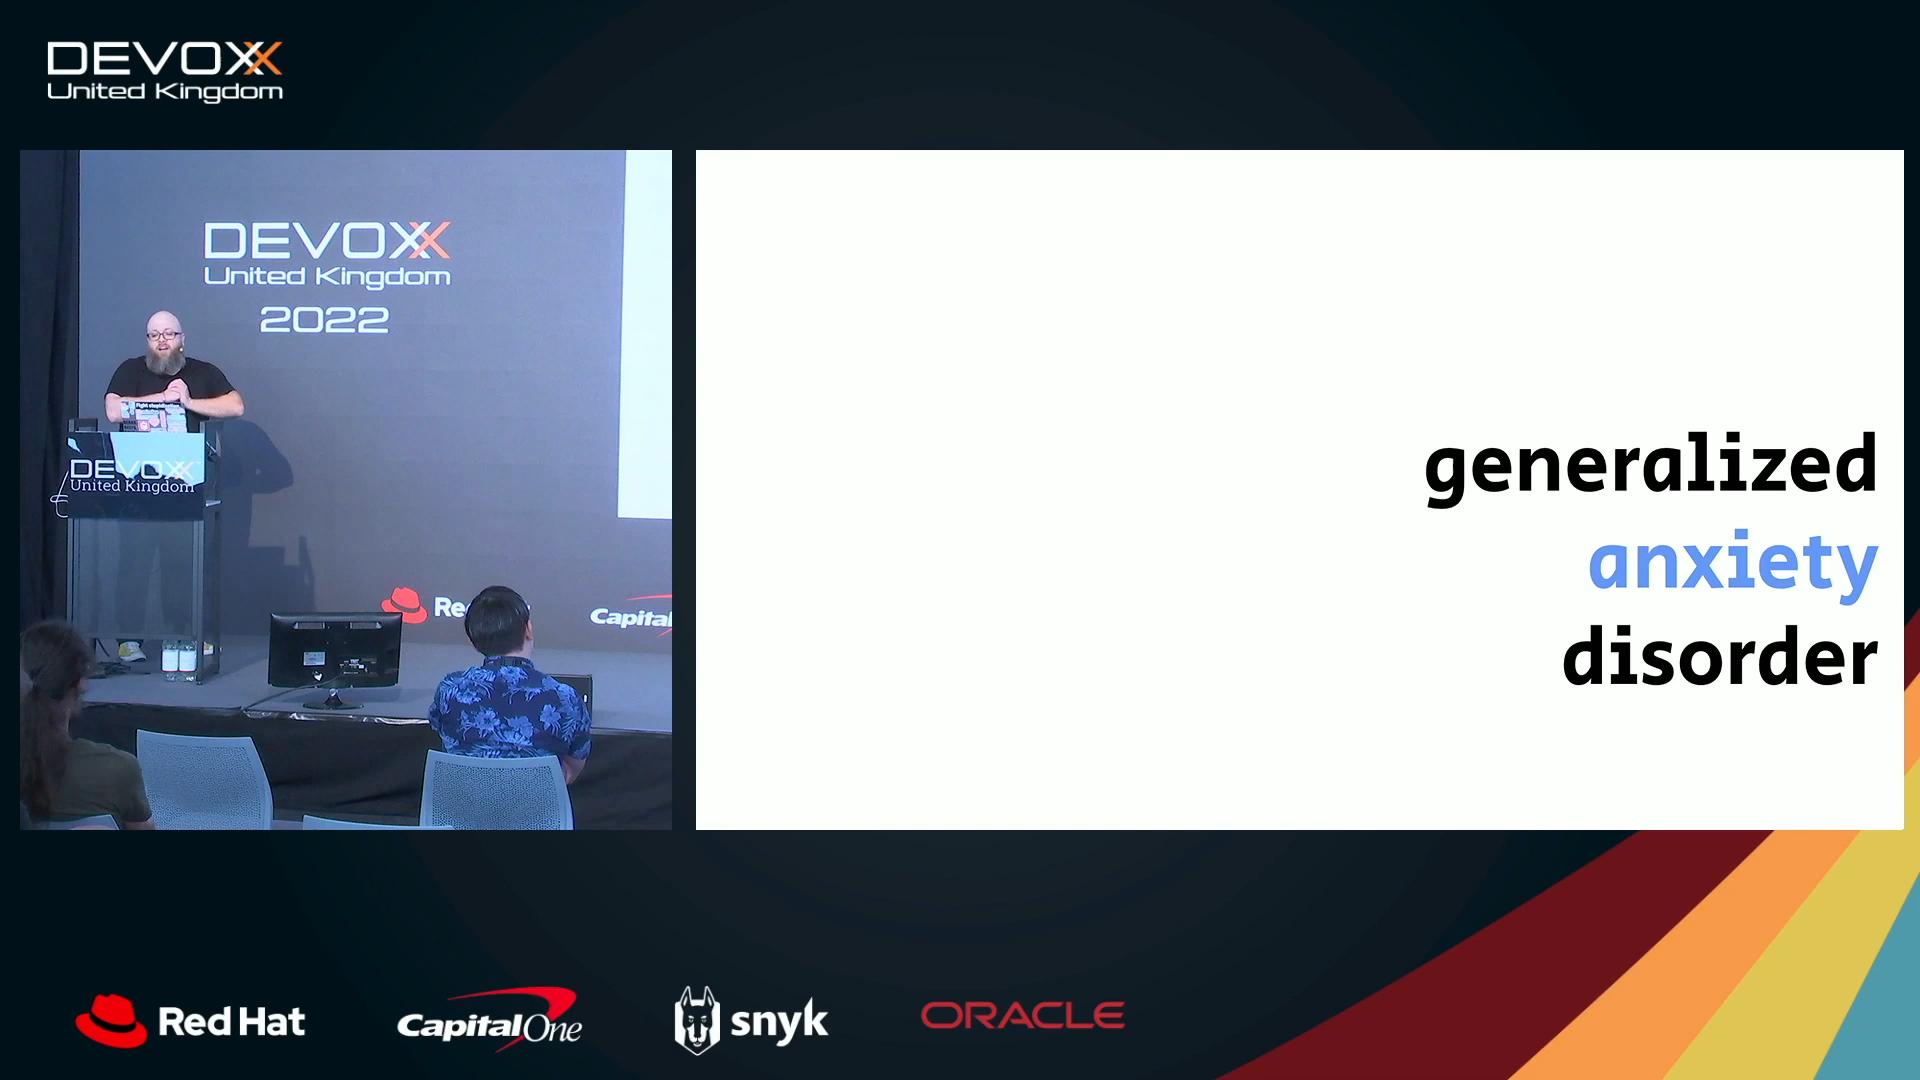 DEVOXX
United Kingdom
DEVOXX
United Kingdom
2022
DEVOXX
United Kingdom
Red
Capital
generalized
anxiety
disorder
Red Hat
Capital One
snyk
ORACLE